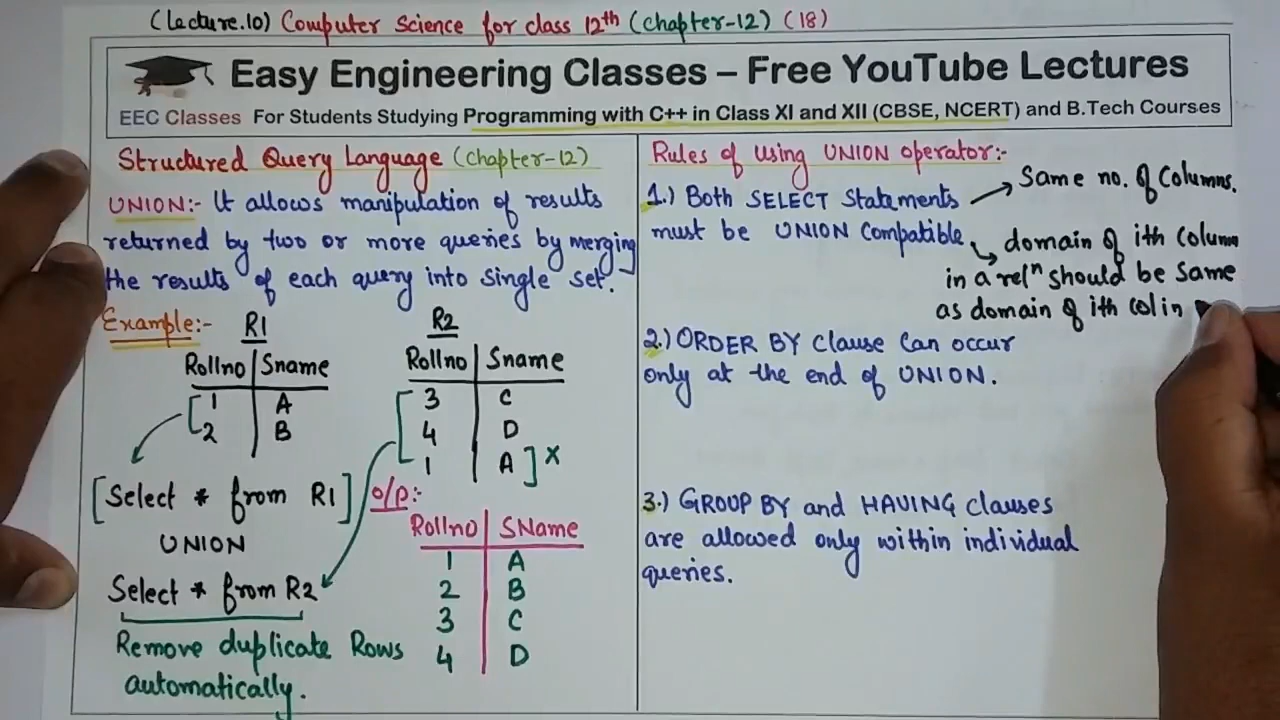 (Lecture.10) Computer Science for class 12th (chapter-12) (18)
Easy Engineering Classes – Free YouTube Lectures
EEC Classes For Students Studying Programming with C++ in Class XI and XII (CBSE, NCERT) and B.Tech Courses
Structured Query Language (Chapter-12)
UNION:- It allows manipulation of results
returned by two or more queries by merging
the results of each query into single set.
Example:-
R1
Rollno Sname
1 A
2 B
R2
Rollno Sname
3 C
4 D
1 A ] x
[Select * from R1]
UNION
Select * from R2
Remove duplicate Rows
automatically.
o/p:-
Rollno SName
1 A
2 B
3 C
4 D
Rules of using UNION operator:-
1.) Both SELECT Statements → Same no. of Columns.
must be UNION Compatible
domain of ith Column
in a relⁿ should be same
as domain of ith col in
2.) ORDER BY clause can occur
only at the end of UNION.
3.) GROUP BY and HAVING clauses
are allowed only within individual
queries.